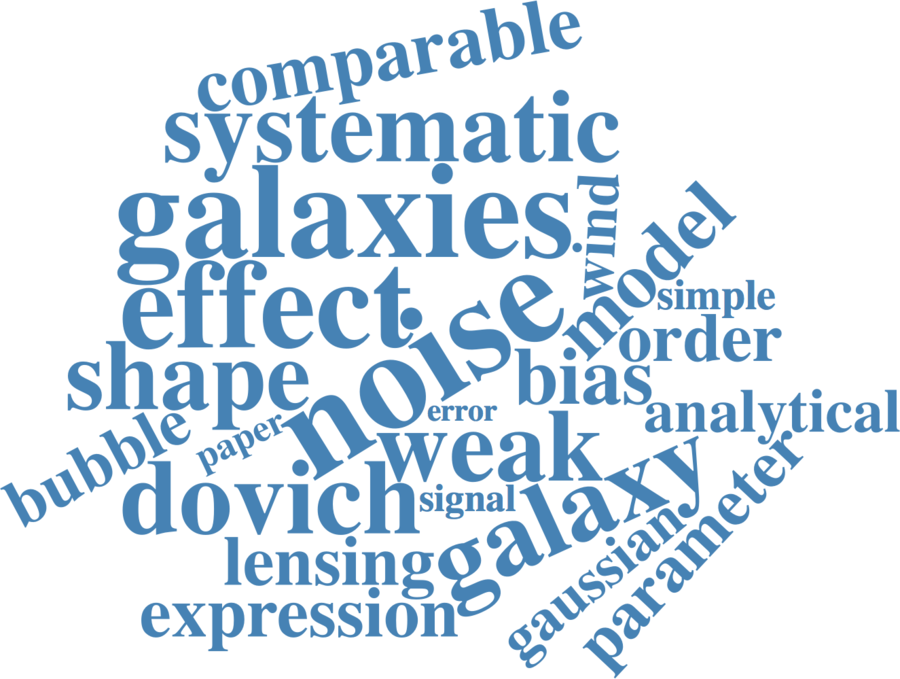 comparable
systematic
galaxies
wind
model
effect
noise
simple
order
shape
bias
error
analytical
bubble
paper
weak
dovich
signal
galaxy
lensing
gaussian
parameter
expression